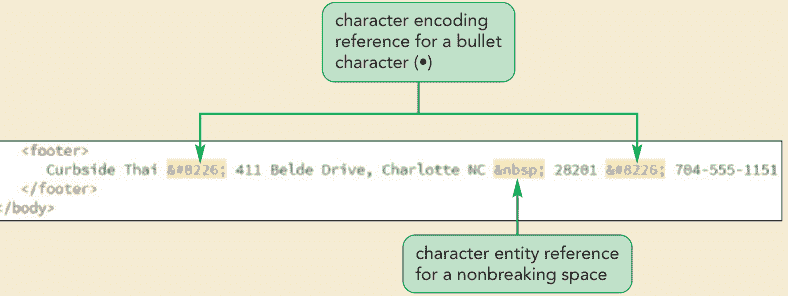 character encoding
reference for a bullet
character (•)
<footer>
Curbside Thai &#8226; 411 Belde Drive, Charlotte NC &nbsp; 28201 &#8226; 704-555-1151
</footer>
</body>
character entity reference
for a nonbreaking space